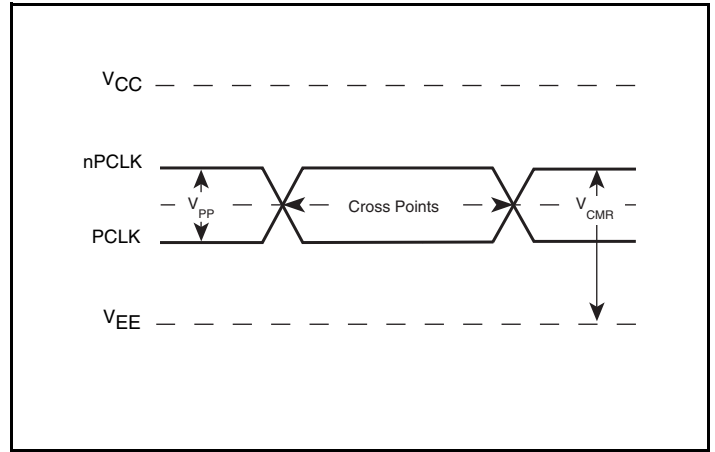 VCC
nPCLK
VPP
Cross Points
VCMR
PCLK
VEE